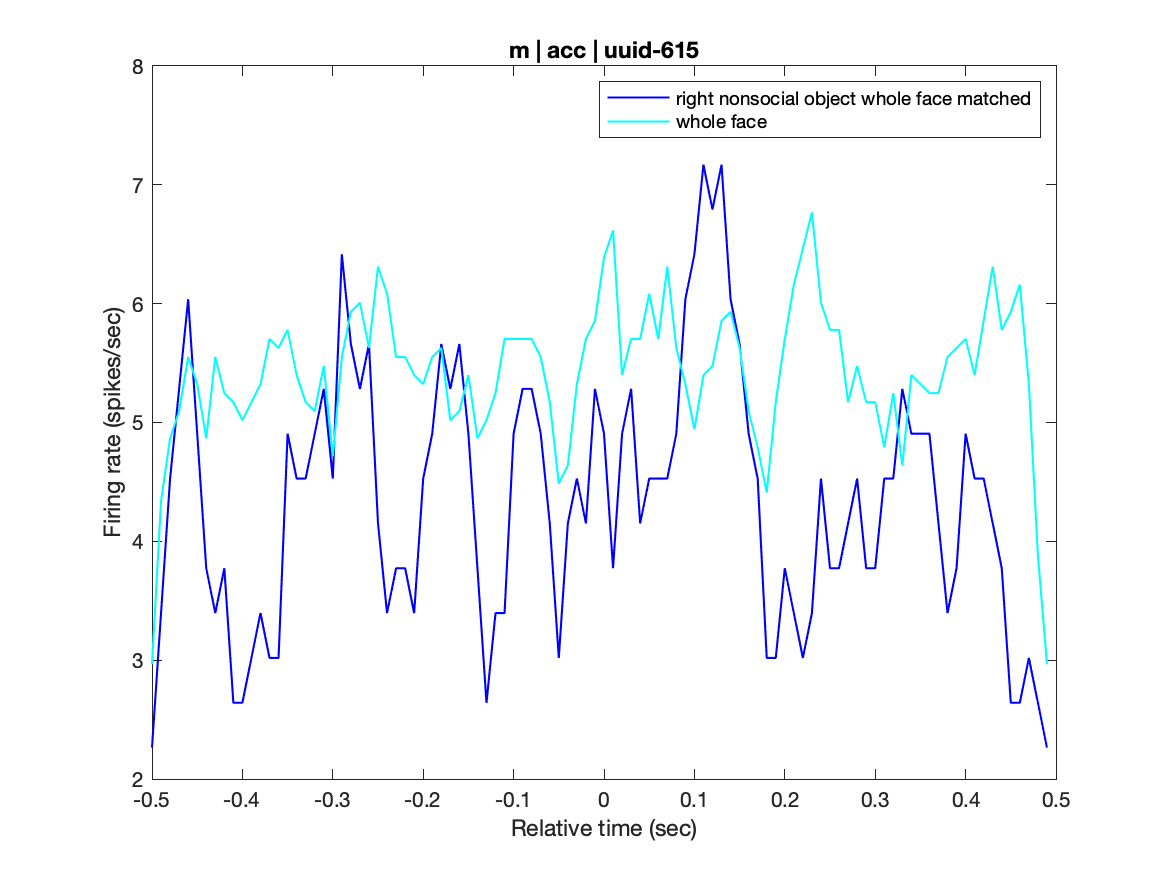 m | acc | uuid-615
right nonsocial object whole face matched
whole face
8
7
6
5
4
3
2
Firing rate (spikes/sec)
-0.5 -0.4 -0.3 -0.2 -0.1 0 0.1 0.2 0.3 0.4 0.5
Relative time (sec)